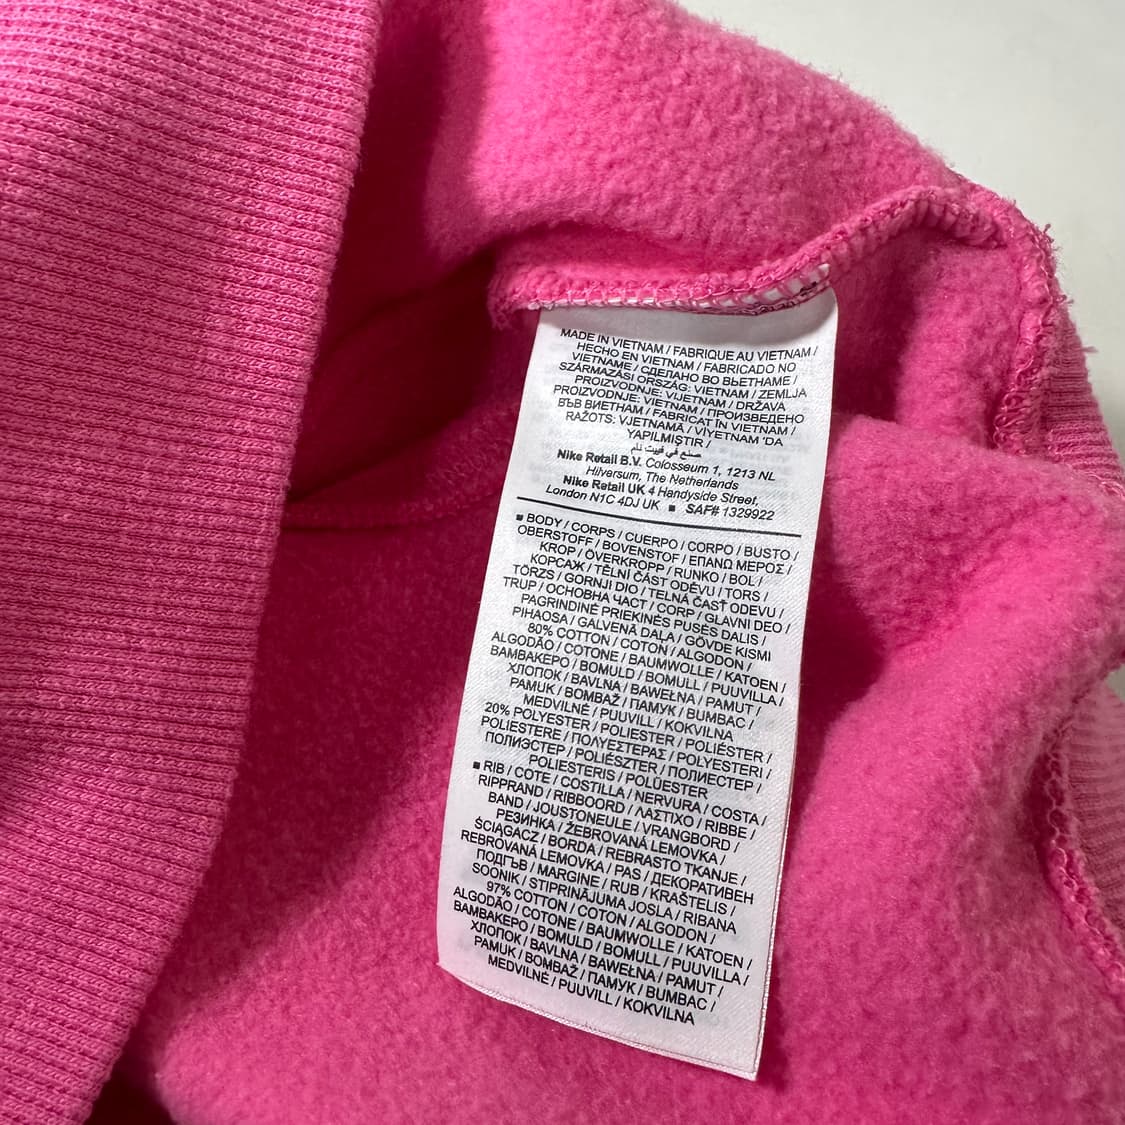 MADE IN VIETNAM / FABRIQUE AU VIETNAM /
HECHO EN VIETNAM / FABRICADO NO
VIETNAME / СДЕЛАНО ВО ВЬЕТНАМЕ /
SZÁRMAZÁSI ORSZÁG: VIETNAM / ZEMLJA
PROIZVODNJE: VIJETNAM / DRŽAVA
PROIZVODNJE: VIETNAM / ПРОИЗВЕДЕНО
ВЪВ ВИЕТНАМ / FABRICAT ÎN VIETNAM /
RAŽOTS: VJETNAMĀ / VİYETNAM 'DA
YAPILMIŞTIR /
صنع في فييت نام
Nike Retail B.V. Colosseum 1, 1213 NL
Hilversum, The Netherlands
Nike Retail UK 4 Handyside Street,
London N1C 4DJ UK ■ SAF# 1329922
■ BODY / CORPS / CUERPO / CORPO / BUSTO /
OBERSTOFF / BOVENSTOF / ΕΠΑΝΩ ΜΕΡΟΣ /
KROP / ÖVERKROPP / RUNKO / BOL /
КОРСАЖ / TĚLNÍ ČÁST ODĚVU / TORS /
TÖRZS / GORNJI DIO / TELNÁ ČASŤ ODEVU /
TRUP / ОСНОВНА ЧАСТ / CORP / GLAVNI DEO /
PAGRINDINĖ PRIEKINĖS PUSĖS DALIS /
PIHAOSA / GALVENĀ DAĻA / GÖVDE KISMI
80% COTTON / COTON / ALGODON /
ALGODÃO / COTONE / BAUMWOLLE / KATOEN /
ΒΑΜΒΑΚΕΡΟ / BOMULD / BOMULL / PUUVILLA /
ХЛОПОК / BAVLNA / BAWEŁNA / PAMUT /
PAMUK / BOMBAŽ / ПАМУК / BUMBAC /
MEDVILNĖ / PUUVILL / KOKVILNA
20% POLYESTER / POLIESTER / POLIÉSTER /
POLIESTERE / ΠΟΛΥΕΣΤΕΡΑΣ / POLYESTERI /
ПОЛИЭСТЕР / POLIÉSZTER / ПОЛИЕСТЕР /
POLIESTERIS / POLÜESTER
■ RIB / COTE / COSTILLA / NERVURA / COSTA /
RIPPRAND / RIBBOORD / ΛΑΣΤΙΧΟ / RIBBE /
BAND / JOUSTONEULE / VRANGBORD /
РЕЗИНКА / ŽEBROVANÁ LEMOVKA /
ŚCIĄGACZ / BORDA / REBRASTO TKANJE /
REBROVANÁ LEMOVKA / PAS / ДЕКОРАТИВЕН
ПОДГЪВ / MARGINE / RUB / KRAŠTELIS /
SOONIK / STIPRINĀJUMA JOSLA / RIBANA
97% COTTON / COTON / ALGODON /
ALGODÃO / COTONE / BAUMWOLLE / KATOEN /
ΒΑΜΒΑΚΕΡΟ / BOMULD / BOMULL / PUUVILLA /
ХЛОПОК / BAVLNA / BAWEŁNA / PAMUT /
PAMUK / BOMBAŽ / ПАМУК / BUMBAC /
MEDVILNĖ / PUUVILL / KOKVILNA